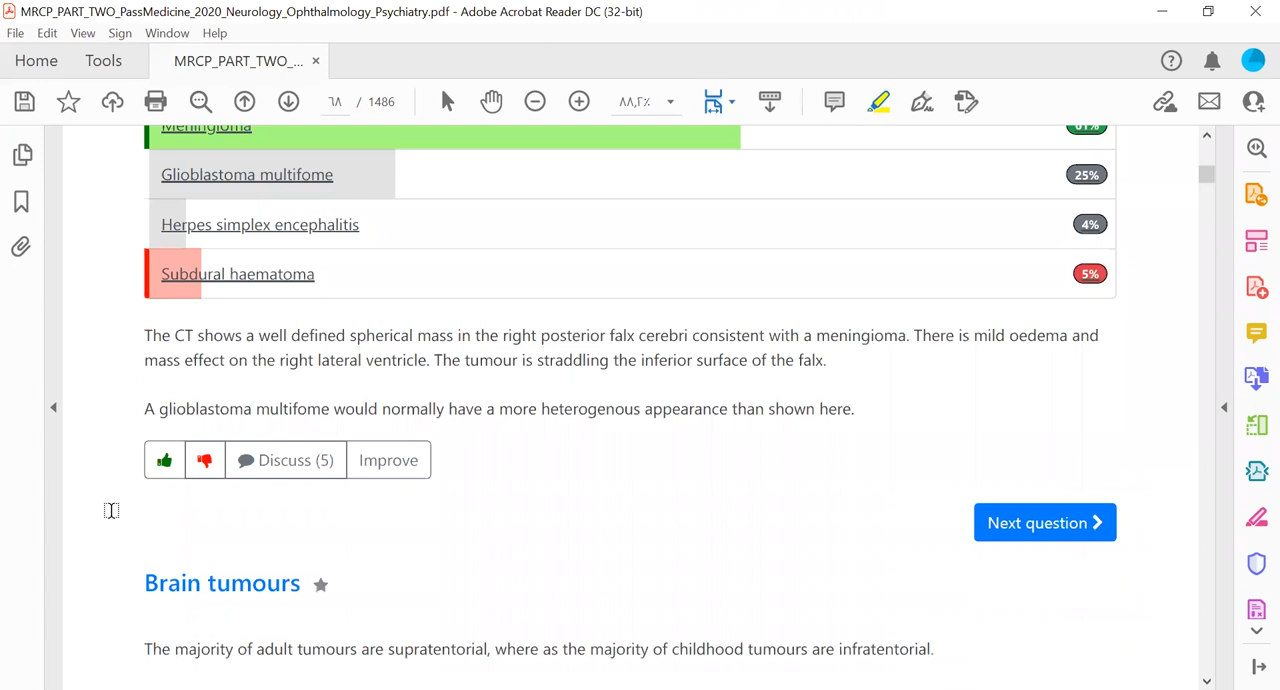 MRCP_PART_TWO_PassMedicine_2020_Neurology_Ophthalmology_Psychiatry.pdf - Adobe Acrobat Reader DC (32-bit)
File Edit View Sign Window Help
Home Tools MRCP_PART_TWO_... ×
٦٨ / 1486 ٨٨٫٢٪
Meningioma 61%
Glioblastoma multifome 25%
Herpes simplex encephalitis 4%
Subdural haematoma 5%
The CT shows a well defined spherical mass in the right posterior falx cerebri consistent with a meningioma. There is mild oedema and
mass effect on the right lateral ventricle. The tumour is straddling the inferior surface of the falx.
A glioblastoma multifome would normally have a more heterogenous appearance than shown here.
Discuss (5) Improve
Next question
Brain tumours
The majority of adult tumours are supratentorial, where as the majority of childhood tumours are infratentorial.